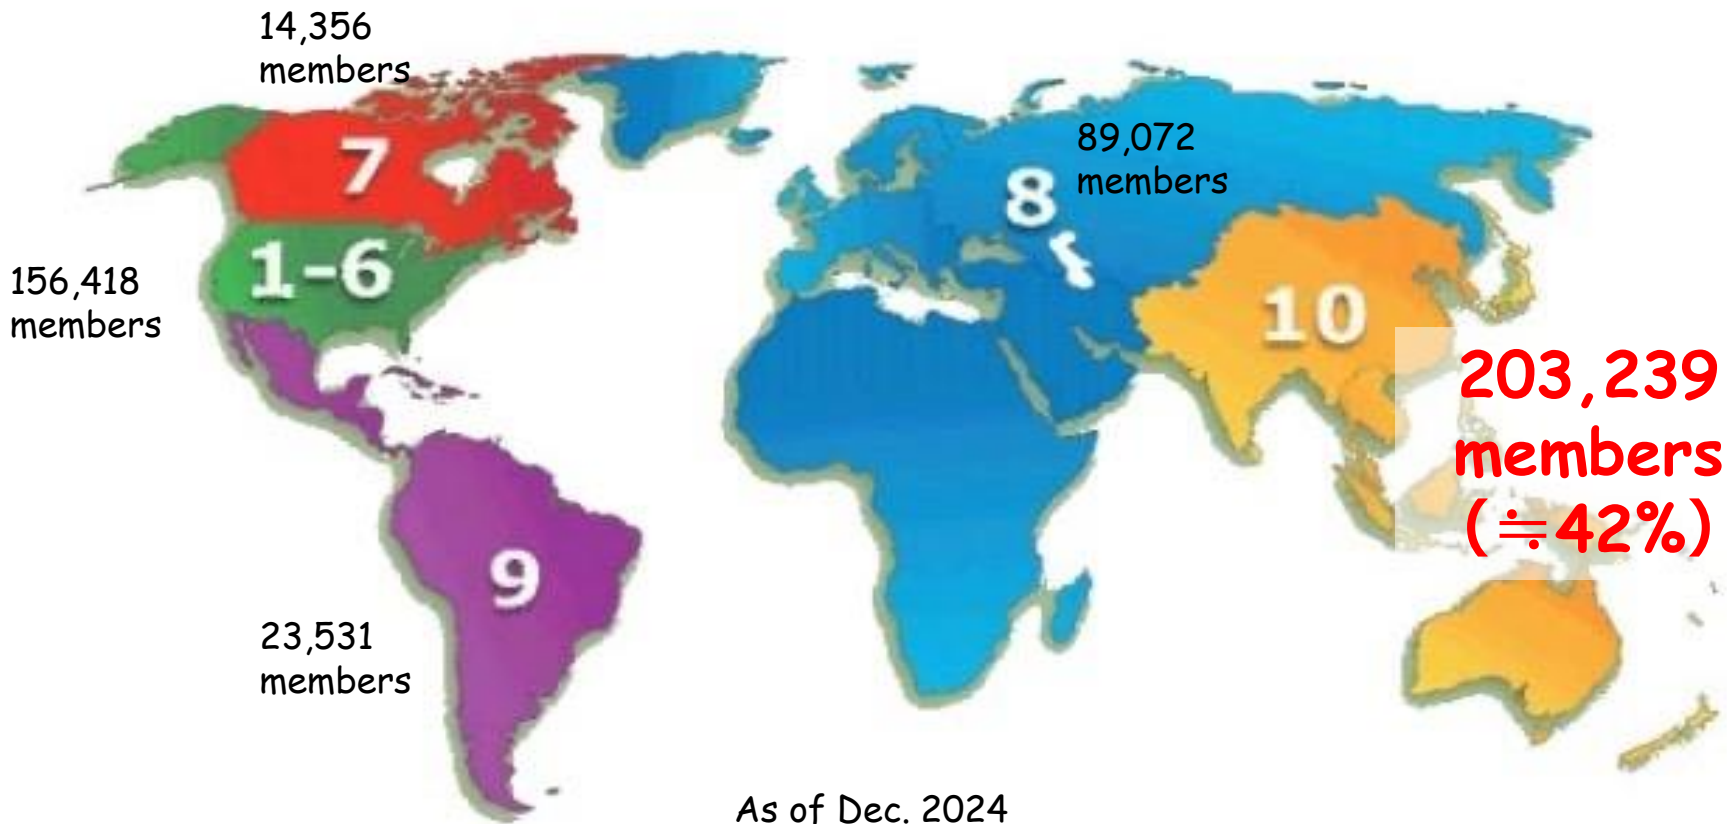 14,356
members
7
89,072
members
8
1-6
156,418
members
10
203,239
members
(≒42%)
9
23,531
members
As of Dec. 2024